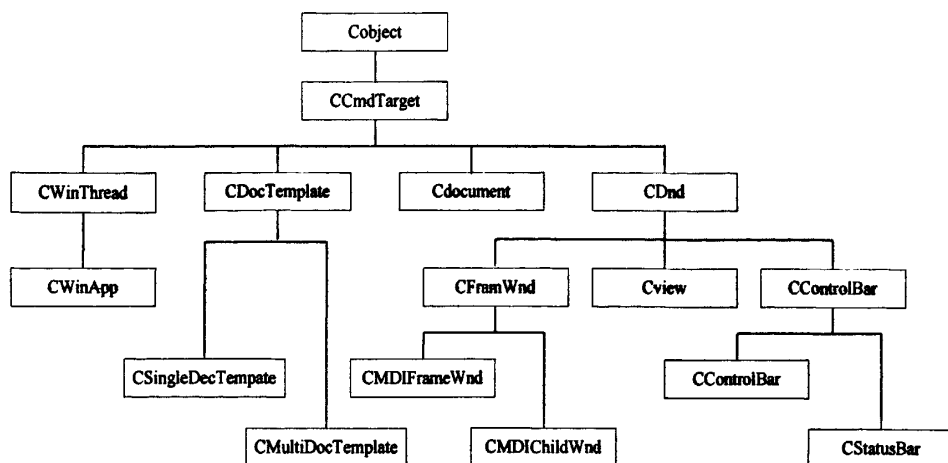 Cobject
CCmdTarget
CWinThread
CDocTemplate
Cdocument
CDnd
CWinApp
CFramWnd
Cview
CControlBar
CSingleDecTempate
CMDIFrameWnd
CControlBar
CMultiDocTemplate
CMDIChildWnd
CStatusBar